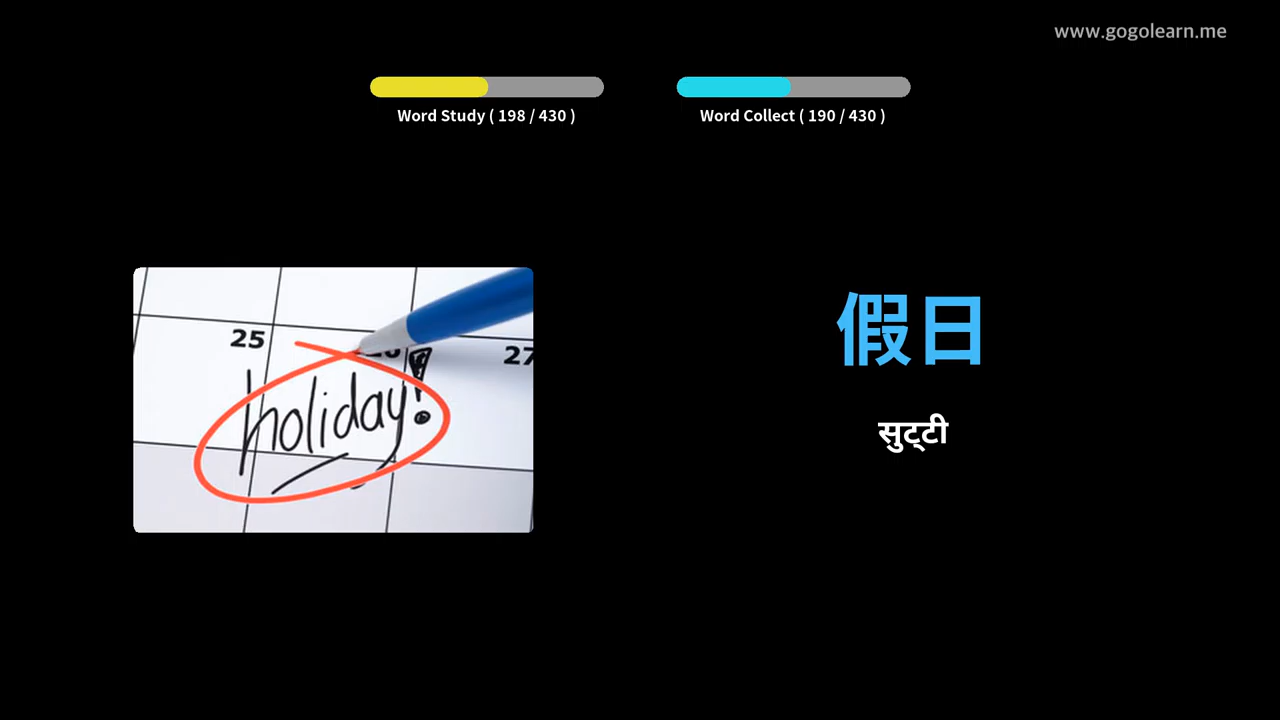 www.gogolearn.me
Word Study ( 198 / 430 )
Word Collect ( 190 / 430 )
25
27
holiday!
假日
सुट्टी